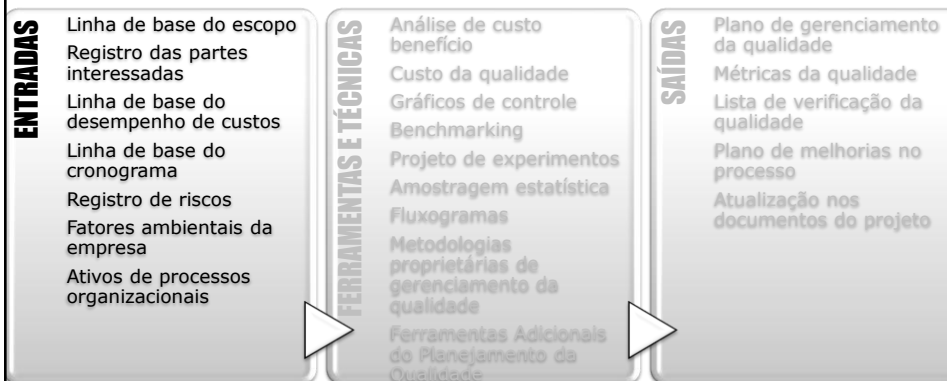 ENTRADAS
Linha de base do escopo
Registro das partes
interessadas
Linha de base do
desempenho de custos
Linha de base do
cronograma
Registro de riscos
Fatores ambientais da
empresa
Ativos de processos
organizacionais
FERRAMENTAS E TÉCNICAS
Análise de custo
benefício
Custo da qualidade
Gráficos de controle
Benchmarking
Projeto de experimentos
Amostragem estatística
Fluxogramas
Metodologias
proprietárias de
gerenciamento da
qualidade
Ferramentas Adicionais
do Planejamento da
Qualidade
SAÍDAS
Plano de gerenciamento
da qualidade
Métricas da qualidade
Lista de verificação da
qualidade
Plano de melhorias no
processo
Atualização nos
documentos do projeto